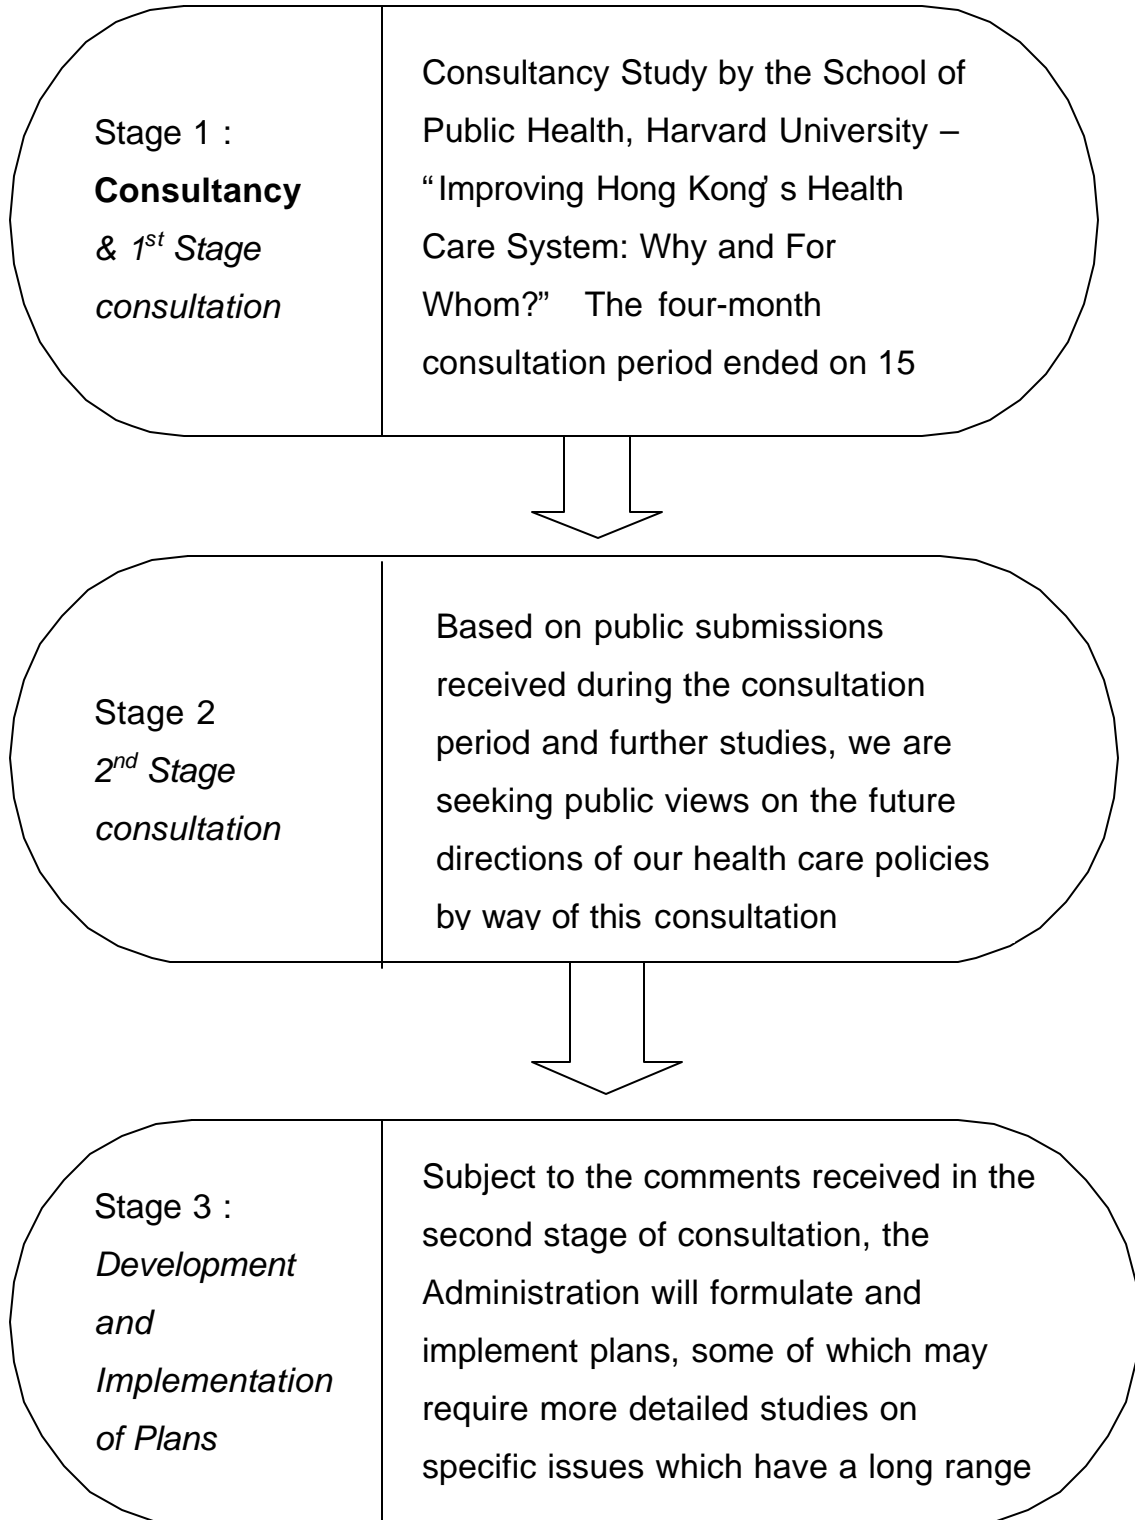 Stage 1 :
Consultancy
& 1st Stage
consultation
Consultancy Study by the School of
Public Health, Harvard University –
“Improving Hong Kong’s Health
Care System: Why and For
Whom?” The four-month
consultation period ended on 15
Stage 2
2nd Stage
consultation
Based on public submissions
received during the consultation
period and further studies, we are
seeking public views on the future
directions of our health care policies
by way of this consultation
Stage 3 :
Development
and
Implementation
of Plans
Subject to the comments received in the
second stage of consultation, the
Administration will formulate and
implement plans, some of which may
require more detailed studies on
specific issues which have a long range